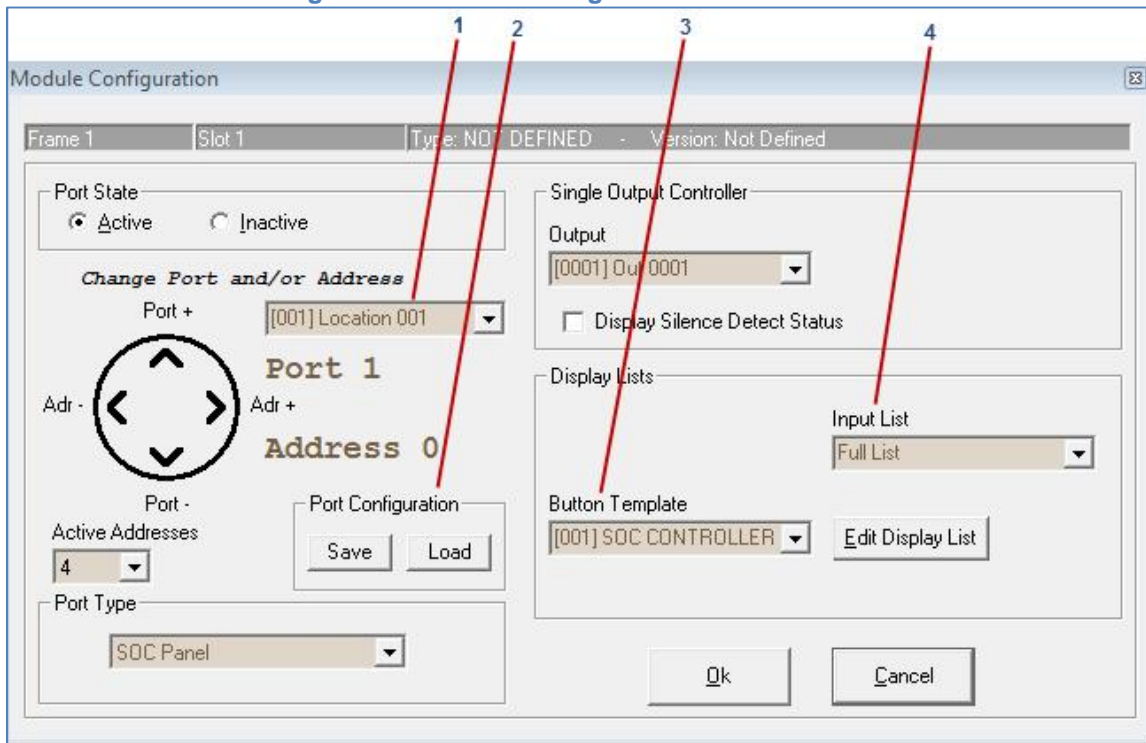 1 2 3 4
Module Configuration
Frame 1 Slot 1 Type: NOT DEFINED - Version: Not Defined
Port State
Active Inactive
Change Port and/or Address
Port +
[001] Location 001
Port 1
Adr - Adr +
Address 0
Port -
Active Addresses
4
Port Configuration
Save Load
Port Type
SOC Panel
Single Output Controller
Output
[0001] Out 0001
Display Silence Detect Status
Display Lists
Input List
Full List
Button Template
[001] SOC CONTROLLER
Edit Display List
Ok Cancel